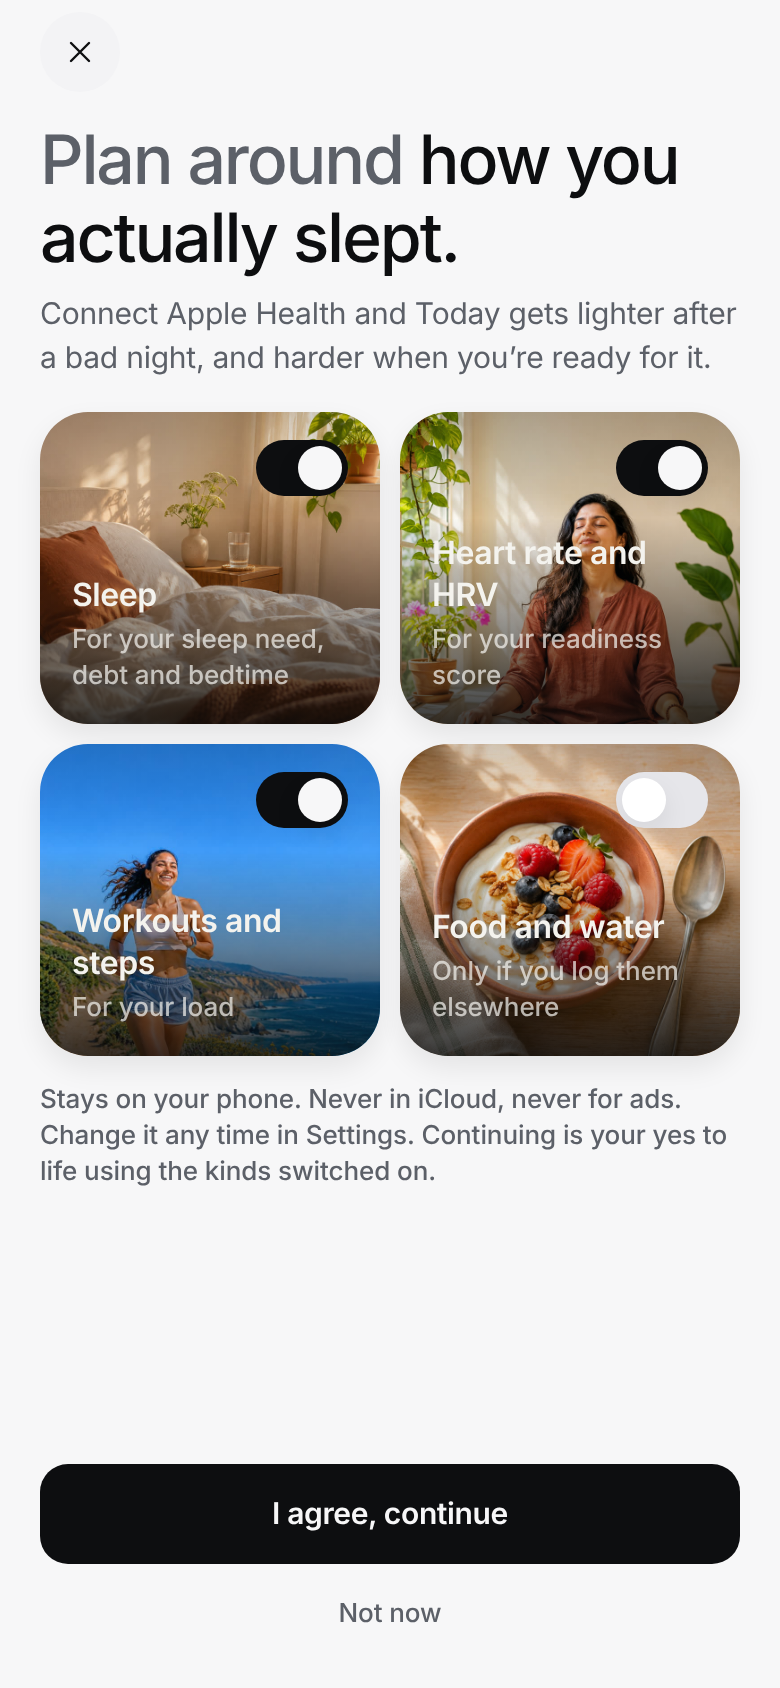 Plan around how you
actually slept.
Connect Apple Health and Today gets lighter after
a bad night, and harder when you’re ready for it.
Sleep
For your sleep need,
debt and bedtime
Heart rate and
HRV
For your readiness
score
Workouts and
steps
For your load
Food and water
Only if you log them
elsewhere
Stays on your phone. Never in iCloud, never for ads.
Change it any time in Settings. Continuing is your yes to
life using the kinds switched on.
I agree, continue
Not now